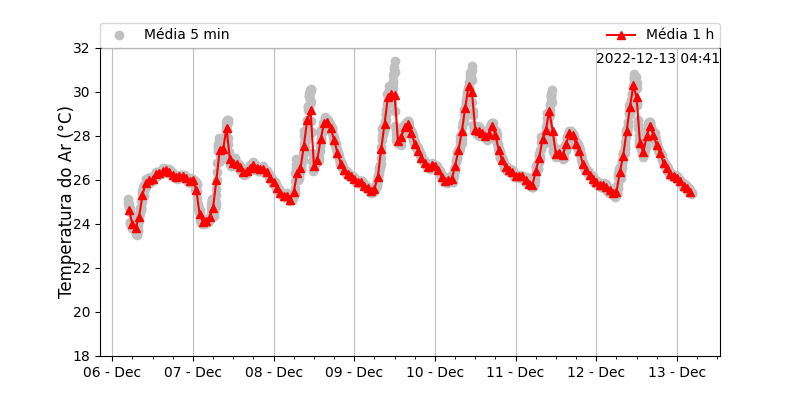 Média 5 min
Média 1 h
2022-12-13 04:41
Temperatura do Ar (°C)
32
30
28
26
24
22
20
18
06 - Dec
07 - Dec
08 - Dec
09 - Dec
10 - Dec
11 - Dec
12 - Dec
13 - Dec